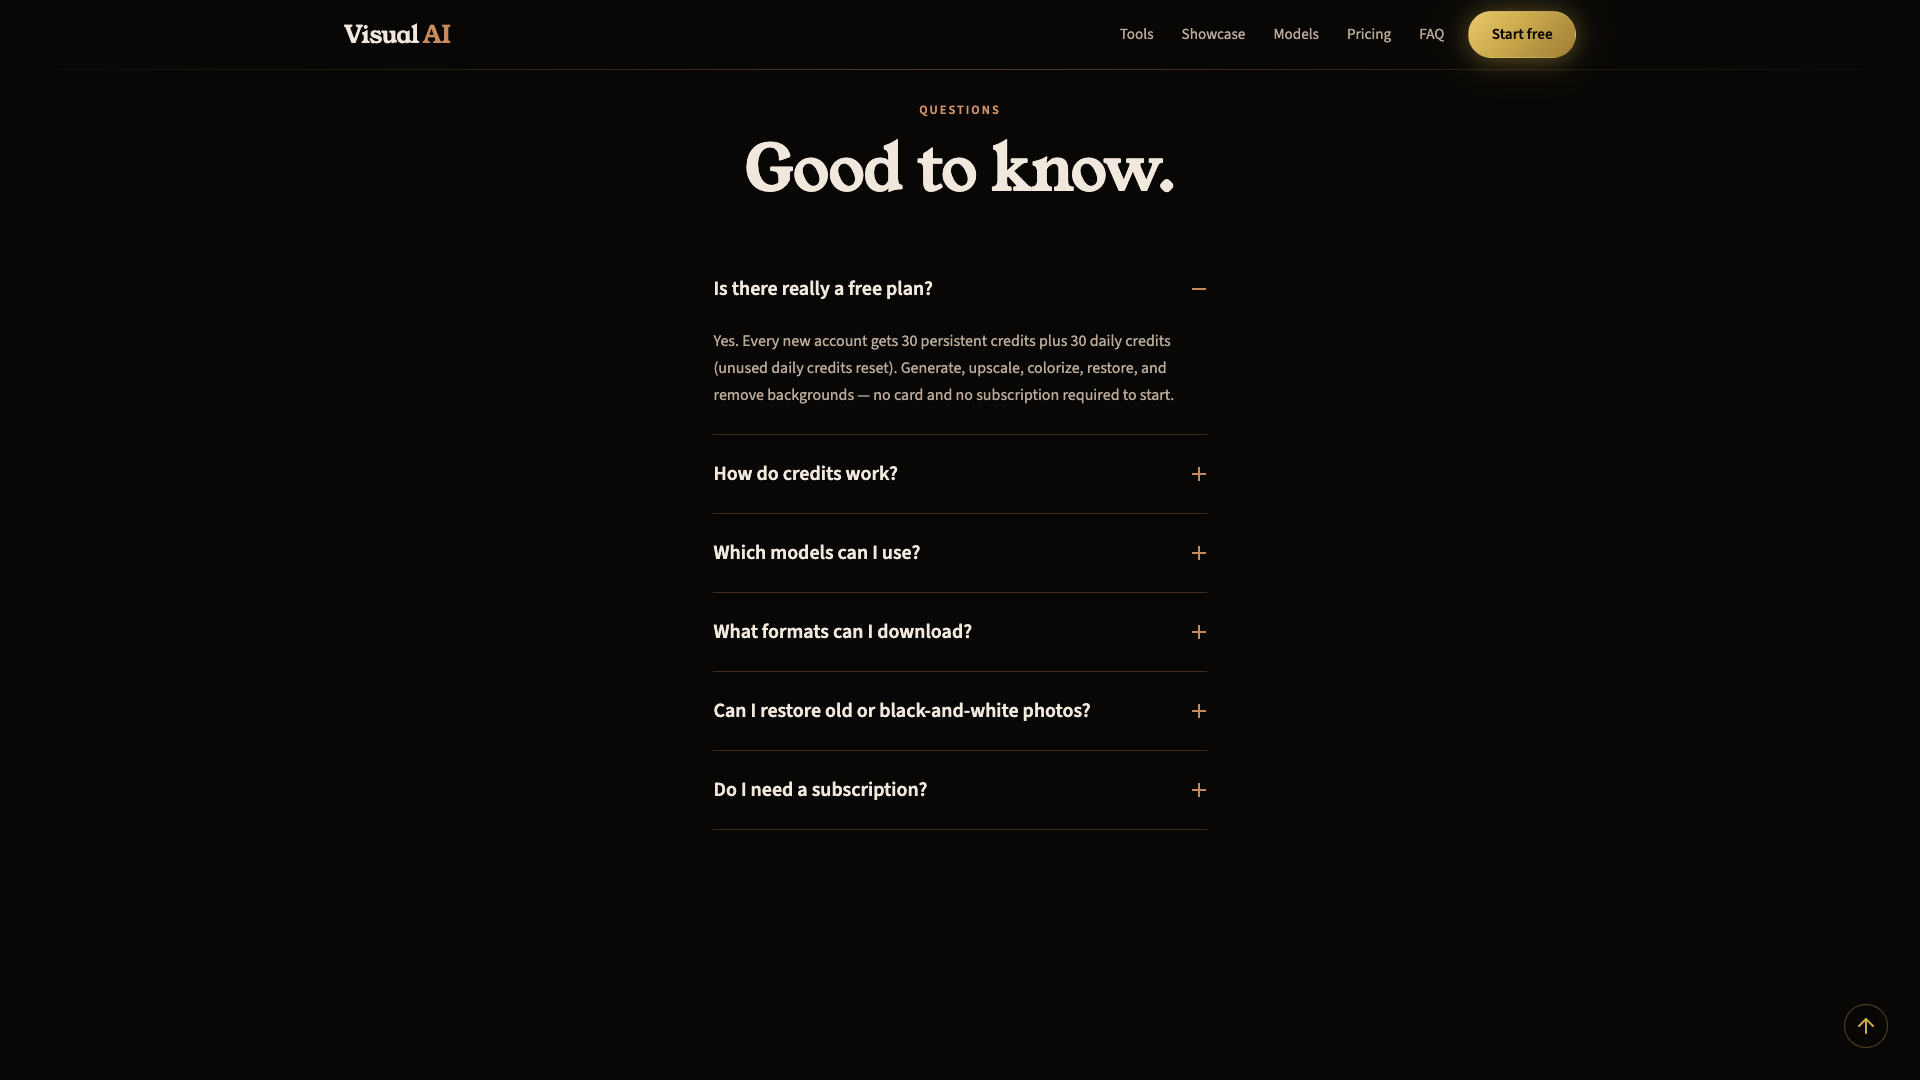 Visual AI
Tools
Showcase
Models
Pricing
FAQ
Start free
QUESTIONS
Good to know.
Is there really a free plan?
Yes. Every new account gets 30 persistent credits plus 30 daily credits
(unused daily credits reset). Generate, upscale, colorize, restore, and
remove backgrounds — no card and no subscription required to start.
How do credits work?
Which models can I use?
What formats can I download?
Can I restore old or black-and-white photos?
Do I need a subscription?